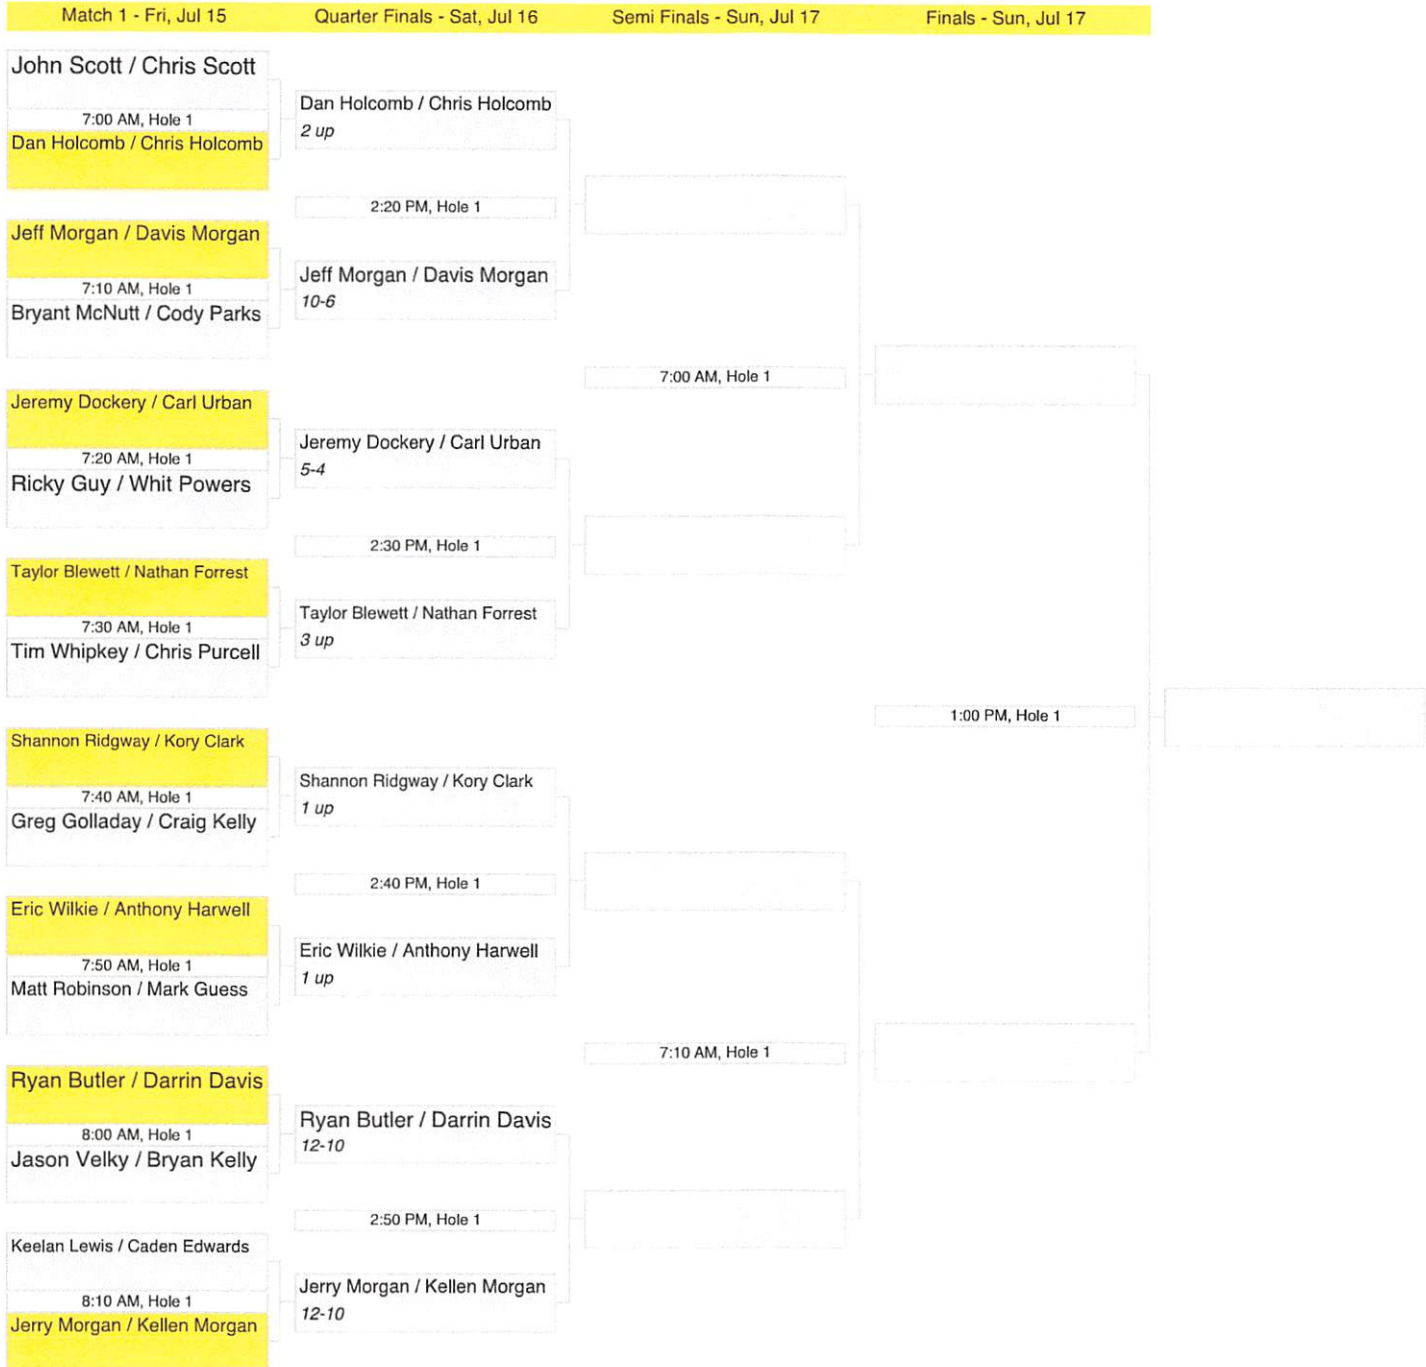 Match 1 - Fri, Jul 15
Quarter Finals - Sat, Jul 16
Semi Finals - Sun, Jul 17
Finals - Sun, Jul 17
John Scott / Chris Scott
7:00 AM, Hole 1
Dan Holcomb / Chris Holcomb
Jeff Morgan / Davis Morgan
7:10 AM, Hole 1
Bryant McNutt / Cody Parks
Jeremy Dockery / Carl Urban
7:20 AM, Hole 1
Ricky Guy / Whit Powers
Taylor Blewett / Nathan Forrest
7:30 AM, Hole 1
Tim Whipkey / Chris Purcell
Shannon Ridgway / Kory Clark
7:40 AM, Hole 1
Greg Golladay / Craig Kelly
Eric Wilkie / Anthony Harwell
7:50 AM, Hole 1
Matt Robinson / Mark Guess
Ryan Butler / Darrin Davis
8:00 AM, Hole 1
Jason Velky / Bryan Kelly
Keelan Lewis / Caden Edwards
8:10 AM, Hole 1
Jerry Morgan / Kellen Morgan
Dan Holcomb / Chris Holcomb
2 up
2:20 PM, Hole 1
Jeff Morgan / Davis Morgan
10-6
Jeremy Dockery / Carl Urban
5-4
2:30 PM, Hole 1
Taylor Blewett / Nathan Forrest
3 up
Shannon Ridgway / Kory Clark
1 up
2:40 PM, Hole 1
Eric Wilkie / Anthony Harwell
1 up
Ryan Butler / Darrin Davis
12-10
2:50 PM, Hole 1
Jerry Morgan / Kellen Morgan
12-10
7:00 AM, Hole 1
7:10 AM, Hole 1
1:00 PM, Hole 1